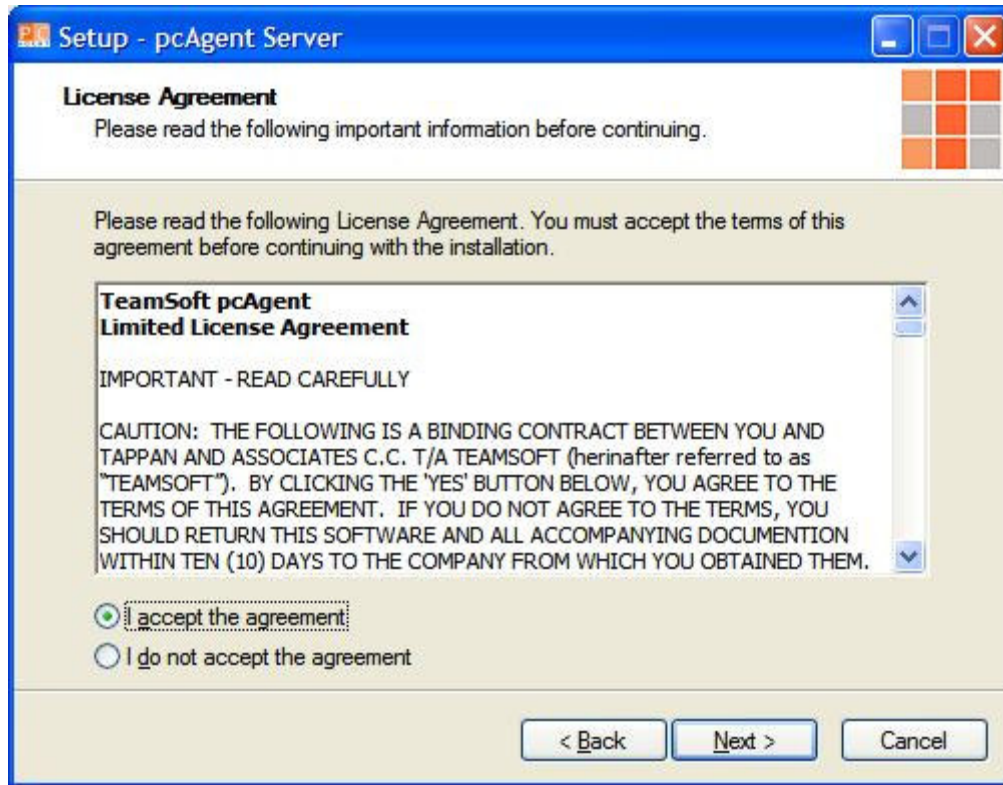 Setup - pcAgent Server
License Agreement
Please read the following important information before continuing.
Please read the following License Agreement. You must accept the terms of this
agreement before continuing with the installation.
TeamSoft pcAgent
Limited License Agreement
IMPORTANT - READ CAREFULLY
CAUTION:  THE FOLLOWING IS A BINDING CONTRACT BETWEEN YOU AND
TAPPAN AND ASSOCIATES C.C. T/A TEAMSOFT (herinafter referred to as
"TEAMSOFT").  BY CLICKING THE 'YES' BUTTON BELOW, YOU AGREE TO THE
TERMS OF THIS AGREEMENT.  IF YOU DO NOT AGREE TO THE TERMS, YOU
SHOULD RETURN THIS SOFTWARE AND ALL ACCOMPANYING DOCUMENTION
WITHIN TEN (10) DAYS TO THE COMPANY FROM WHICH YOU OBTAINED THEM.
I accept the agreement
I do not accept the agreement
< Back
Next >
Cancel